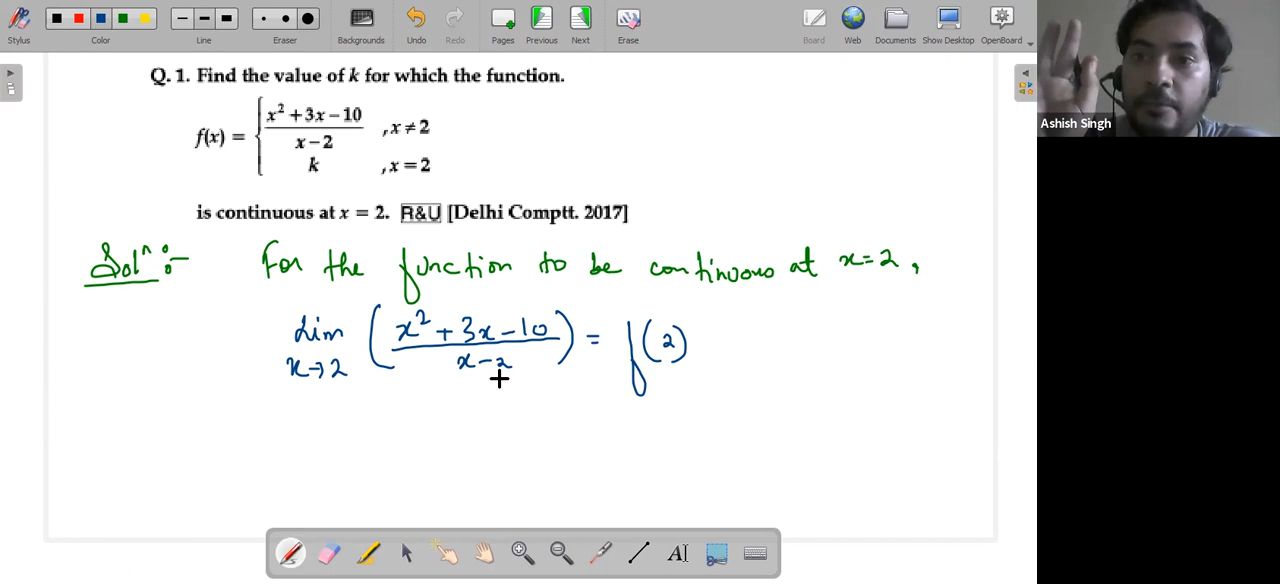 Stylus Color Line Eraser Backgrounds Undo Redo Pages Previous Next Erase Board Web Documents Show Desktop OpenBoard
Q. 1. Find the value of k for which the function.
f(x) = { x² + 3x – 10 / x – 2 , x ≠ 2
k , x = 2
is continuous at x = 2. R&U [Delhi Comptt. 2017]
Solⁿ :- For the function to be continuous at x = 2 ,
Lim x→2 ( x² + 3x – 10 / x – 2 ) = f(2)
Ashish Singh
AI